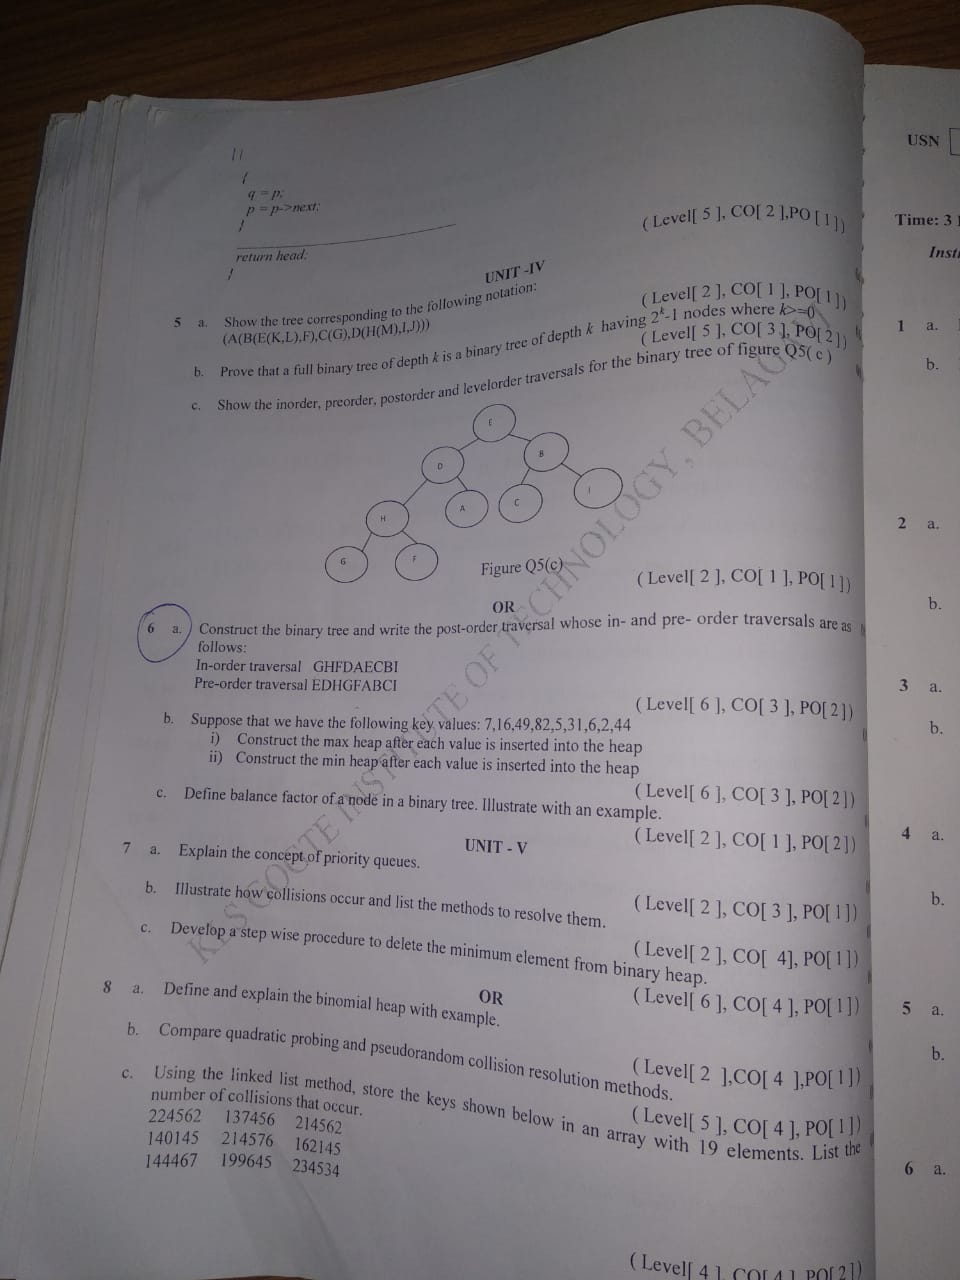 {
q = p;
p = p->next;
}
return head;
}
( Level[ 5 ], CO[ 2 ],PO [ 1 ])
UNIT -IV
5 a. Show the tree corresponding to the following notation:
(A(B(E(K,L),F),C(G),D(H(M),I,J)))
( Level[ 2 ], CO[ 1 ], PO[ 1 ])
b. Prove that a full binary tree of depth k is a binary tree of depth k having 2^k-1 nodes where k>=0
( Level[ 5 ], CO[ 3 ], PO[ 2 ])
c. Show the inorder, preorder, postorder and levelorder traversals for the binary tree of figure Q5( c )
E
D B
H A C I
G F
Figure Q5(c)
( Level[ 2 ], CO[ 1 ], PO[ 1 ])
OR
6 a. Construct the binary tree and write the post-order traversal whose in- and pre- order traversals are as
follows:
In-order traversal GHFDAECBI
Pre-order traversal EDHGFABCI
( Level[ 6 ], CO[ 3 ], PO[ 2 ])
b. Suppose that we have the following key values: 7,16,49,82,5,31,6,2,44
i) Construct the max heap after each value is inserted into the heap
ii) Construct the min heap after each value is inserted into the heap
( Level[ 6 ], CO[ 3 ], PO[ 2 ])
c. Define balance factor of a node in a binary tree. Illustrate with an example.
( Level[ 2 ], CO[ 1 ], PO[ 2 ])
UNIT - V
7 a. Explain the concept of priority queues.
( Level[ 2 ], CO[ 3 ], PO[ 1 ])
b. Illustrate how collisions occur and list the methods to resolve them.
( Level[ 2 ], CO[ 4], PO[ 1 ])
c. Develop a step wise procedure to delete the minimum element from binary heap.
( Level[ 6 ], CO[ 4 ], PO[ 1 ])
OR
8 a. Define and explain the binomial heap with example.
( Level[ 2 ],CO[ 4 ],PO[ 1 ])
b. Compare quadratic probing and pseudorandom collision resolution methods.
( Level[ 5 ], CO[ 4 ], PO[ 1 ])
c. Using the linked list method, store the keys shown below in an array with 19 elements. List the
number of collisions that occur.
224562 137456 214562
140145 214576 162145
144467 199645 234534
( Level[ 4 ], CO[ 4 ], PO[ 2 ])
KLS GOGTE INSTITUTE OF TECHNOLOGY, BELAGAVI
USN
Time: 3
Inst
1 a.
b.
2 a.
b.
3 a.
b.
4 a.
b.
5 a.
b.
6 a.